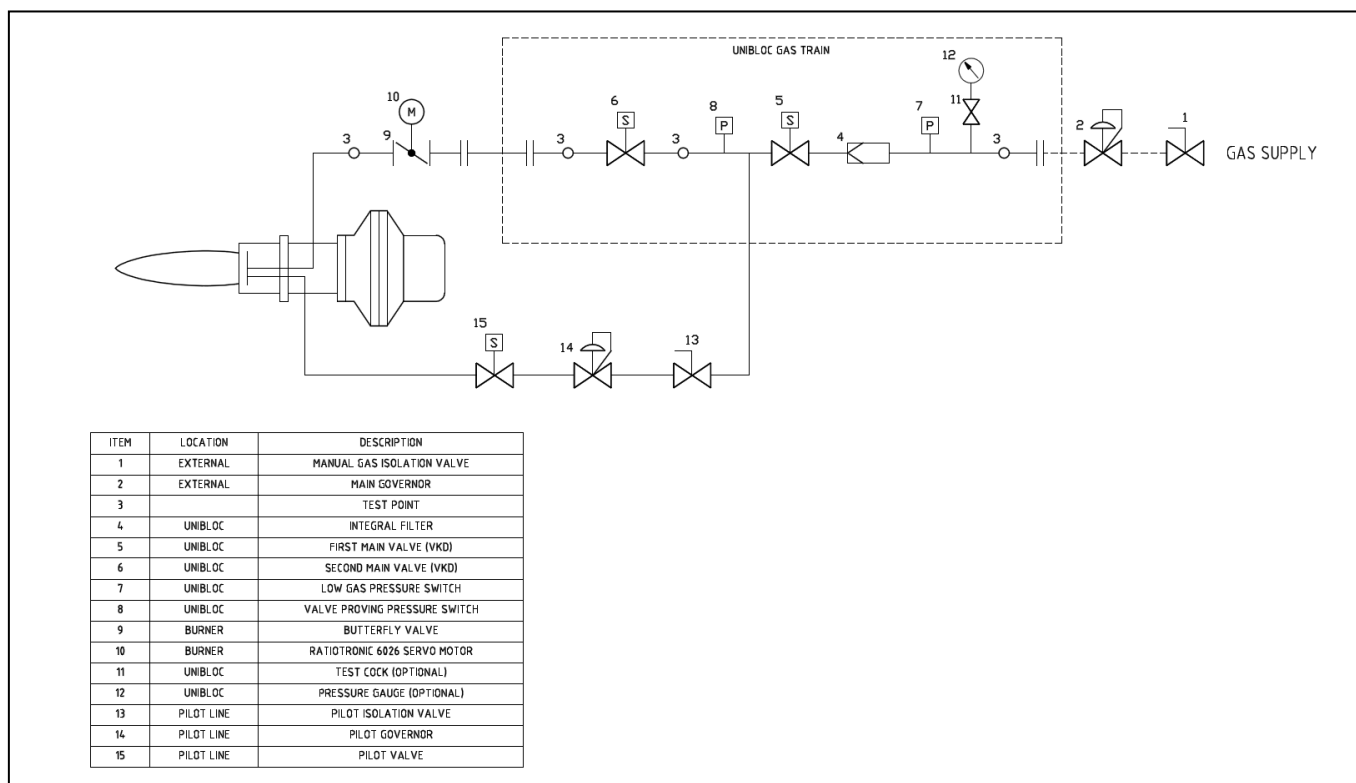 UNIBLOC GAS TRAIN
12
10
M
6
S
8
P
5
S
7
P
11
2
1
3
9
3
3
4
3
GAS SUPPLY
15
S
14
13
ITEM LOCATION DESCRIPTION
1 EXTERNAL MANUAL GAS ISOLATION VALVE
2 EXTERNAL MAIN GOVERNOR
3 TEST POINT
4 UNIBLOC INTEGRAL FILTER
5 UNIBLOC FIRST MAIN VALVE (VKD)
6 UNIBLOC SECOND MAIN VALVE (VKD)
7 UNIBLOC LOW GAS PRESSURE SWITCH
8 UNIBLOC VALVE PROVING PRESSURE SWITCH
9 BURNER BUTTERFLY VALVE
10 BURNER RATIOTRONIC 6026 SERVO MOTOR
11 UNIBLOC TEST COCK (OPTIONAL)
12 UNIBLOC PRESSURE GAUGE (OPTIONAL)
13 PILOT LINE PILOT ISOLATION VALVE
14 PILOT LINE PILOT GOVERNOR
15 PILOT LINE PILOT VALVE